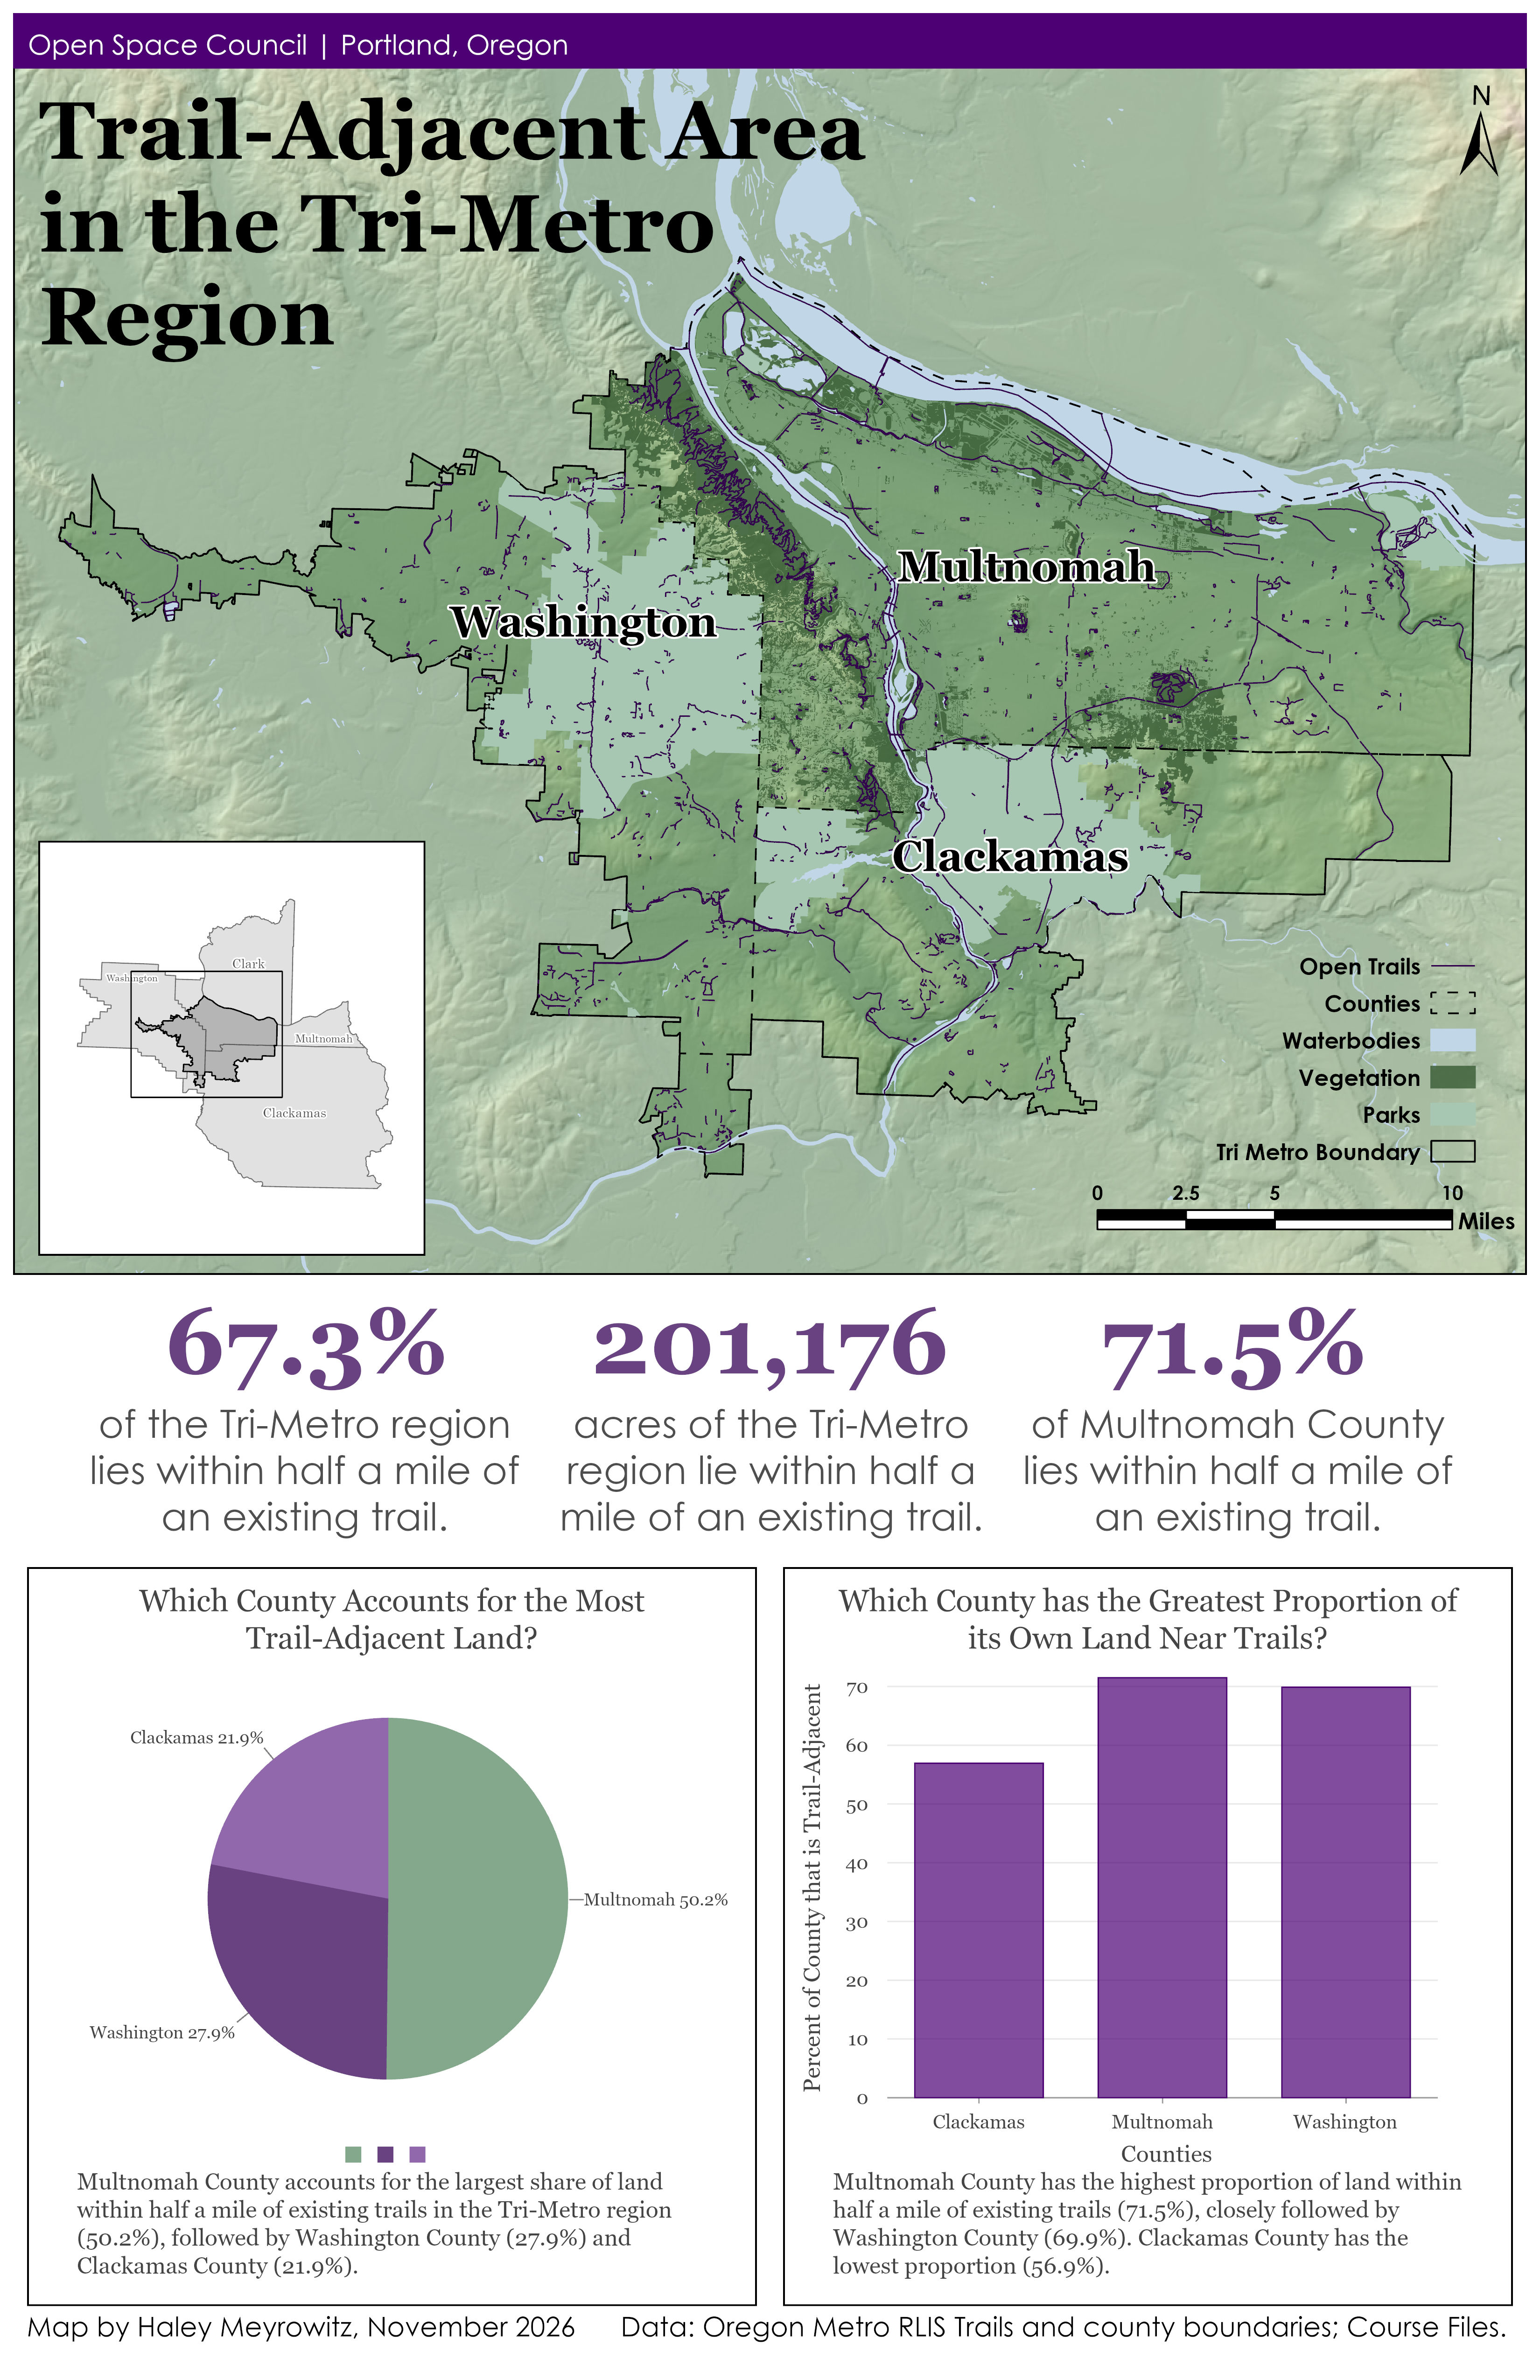 Open Space Council | Portland, Oregon
Trail-Adjacent Area
in the Tri-Metro
Region
N
Multnomah
Washington
Clackamas
Clark
Washington
Multnomah
Clackamas
Open Trails
Counties
Waterbodies
Vegetation
Parks
Tri Metro Boundary
0 2.5 5 10
Miles
67.3%
of the Tri-Metro region
lies within half a mile of
an existing trail.
201,176
acres of the Tri-Metro
region lie within half a
mile of an existing trail.
71.5%
of Multnomah County
lies within half a mile of
an existing trail.
Which County Accounts for the Most
Trail-Adjacent Land?
Clackamas 21.9%
Multnomah 50.2%
Washington 27.9%
Multnomah County accounts for the largest share of land
within half a mile of existing trails in the Tri-Metro region
(50.2%), followed by Washington County (27.9%) and
Clackamas County (21.9%).
Which County has the Greatest Proportion of
its Own Land Near Trails?
Percent of County that is Trail-Adjacent
70
60
50
40
30
20
10
0
Clackamas Multnomah Washington
Counties
Multnomah County has the highest proportion of land within
half a mile of existing trails (71.5%), closely followed by
Washington County (69.9%). Clackamas County has the
lowest proportion (56.9%).
Map by Haley Meyrowitz, November 2026 Data: Oregon Metro RLIS Trails and county boundaries; Course Files.